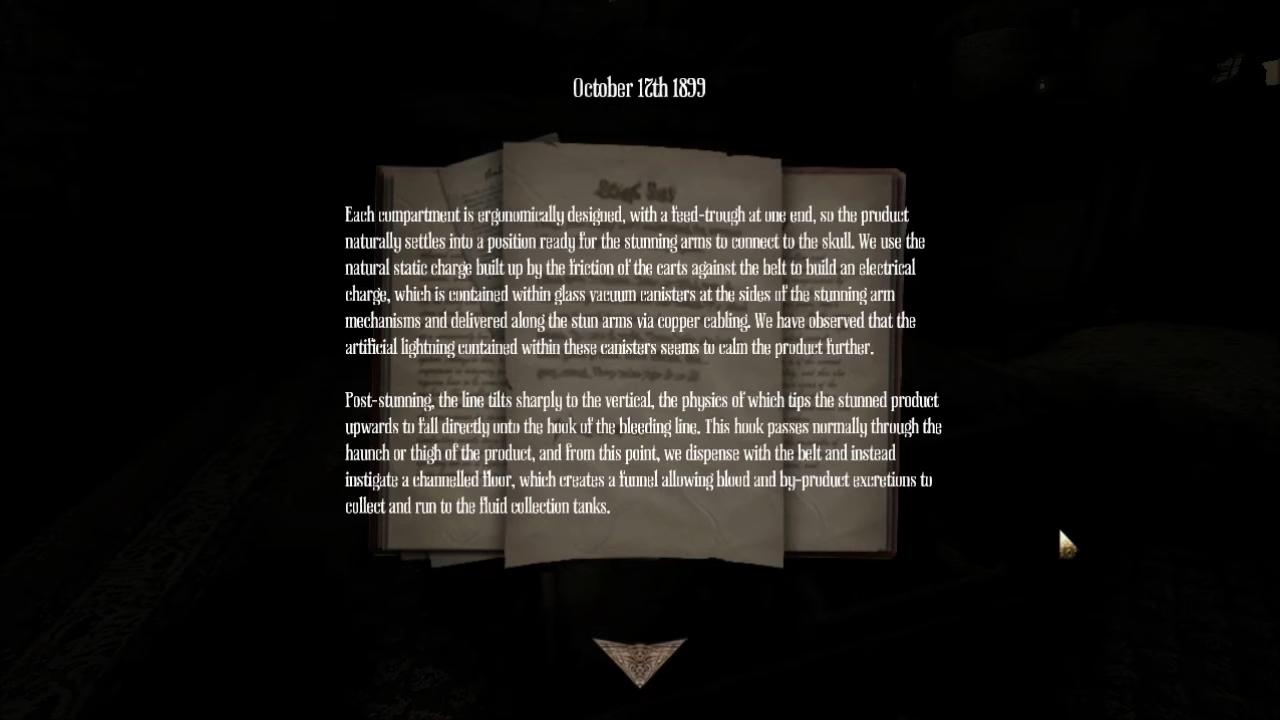 October 17th 1899
Each compartment is ergonomically designed, with a feed-trough at one end, so the product
naturally settles into a position ready for the stunning arms to connect to the skull. We use the
natural static charge built up by the friction of the carts against the belt to build an electrical
charge, which is contained within glass vacuum canisters at the sides of the stunning arm
mechanisms and delivered along the stun arms via copper cabling. We have observed that the
artificial lightning contained within these canisters seems to calm the product further.
Post-stunning, the line tilts sharply to the vertical, the physics of which tips the stunned product
upwards to fall directly onto the hook of the bleeding line. This hook passes normally through the
haunch or thigh of the product, and from this point, we dispense with the belt and instead
instigate a channelled floor, which creates a funnel allowing blood and by-product excretions to
collect and run to the fluid collection tanks.